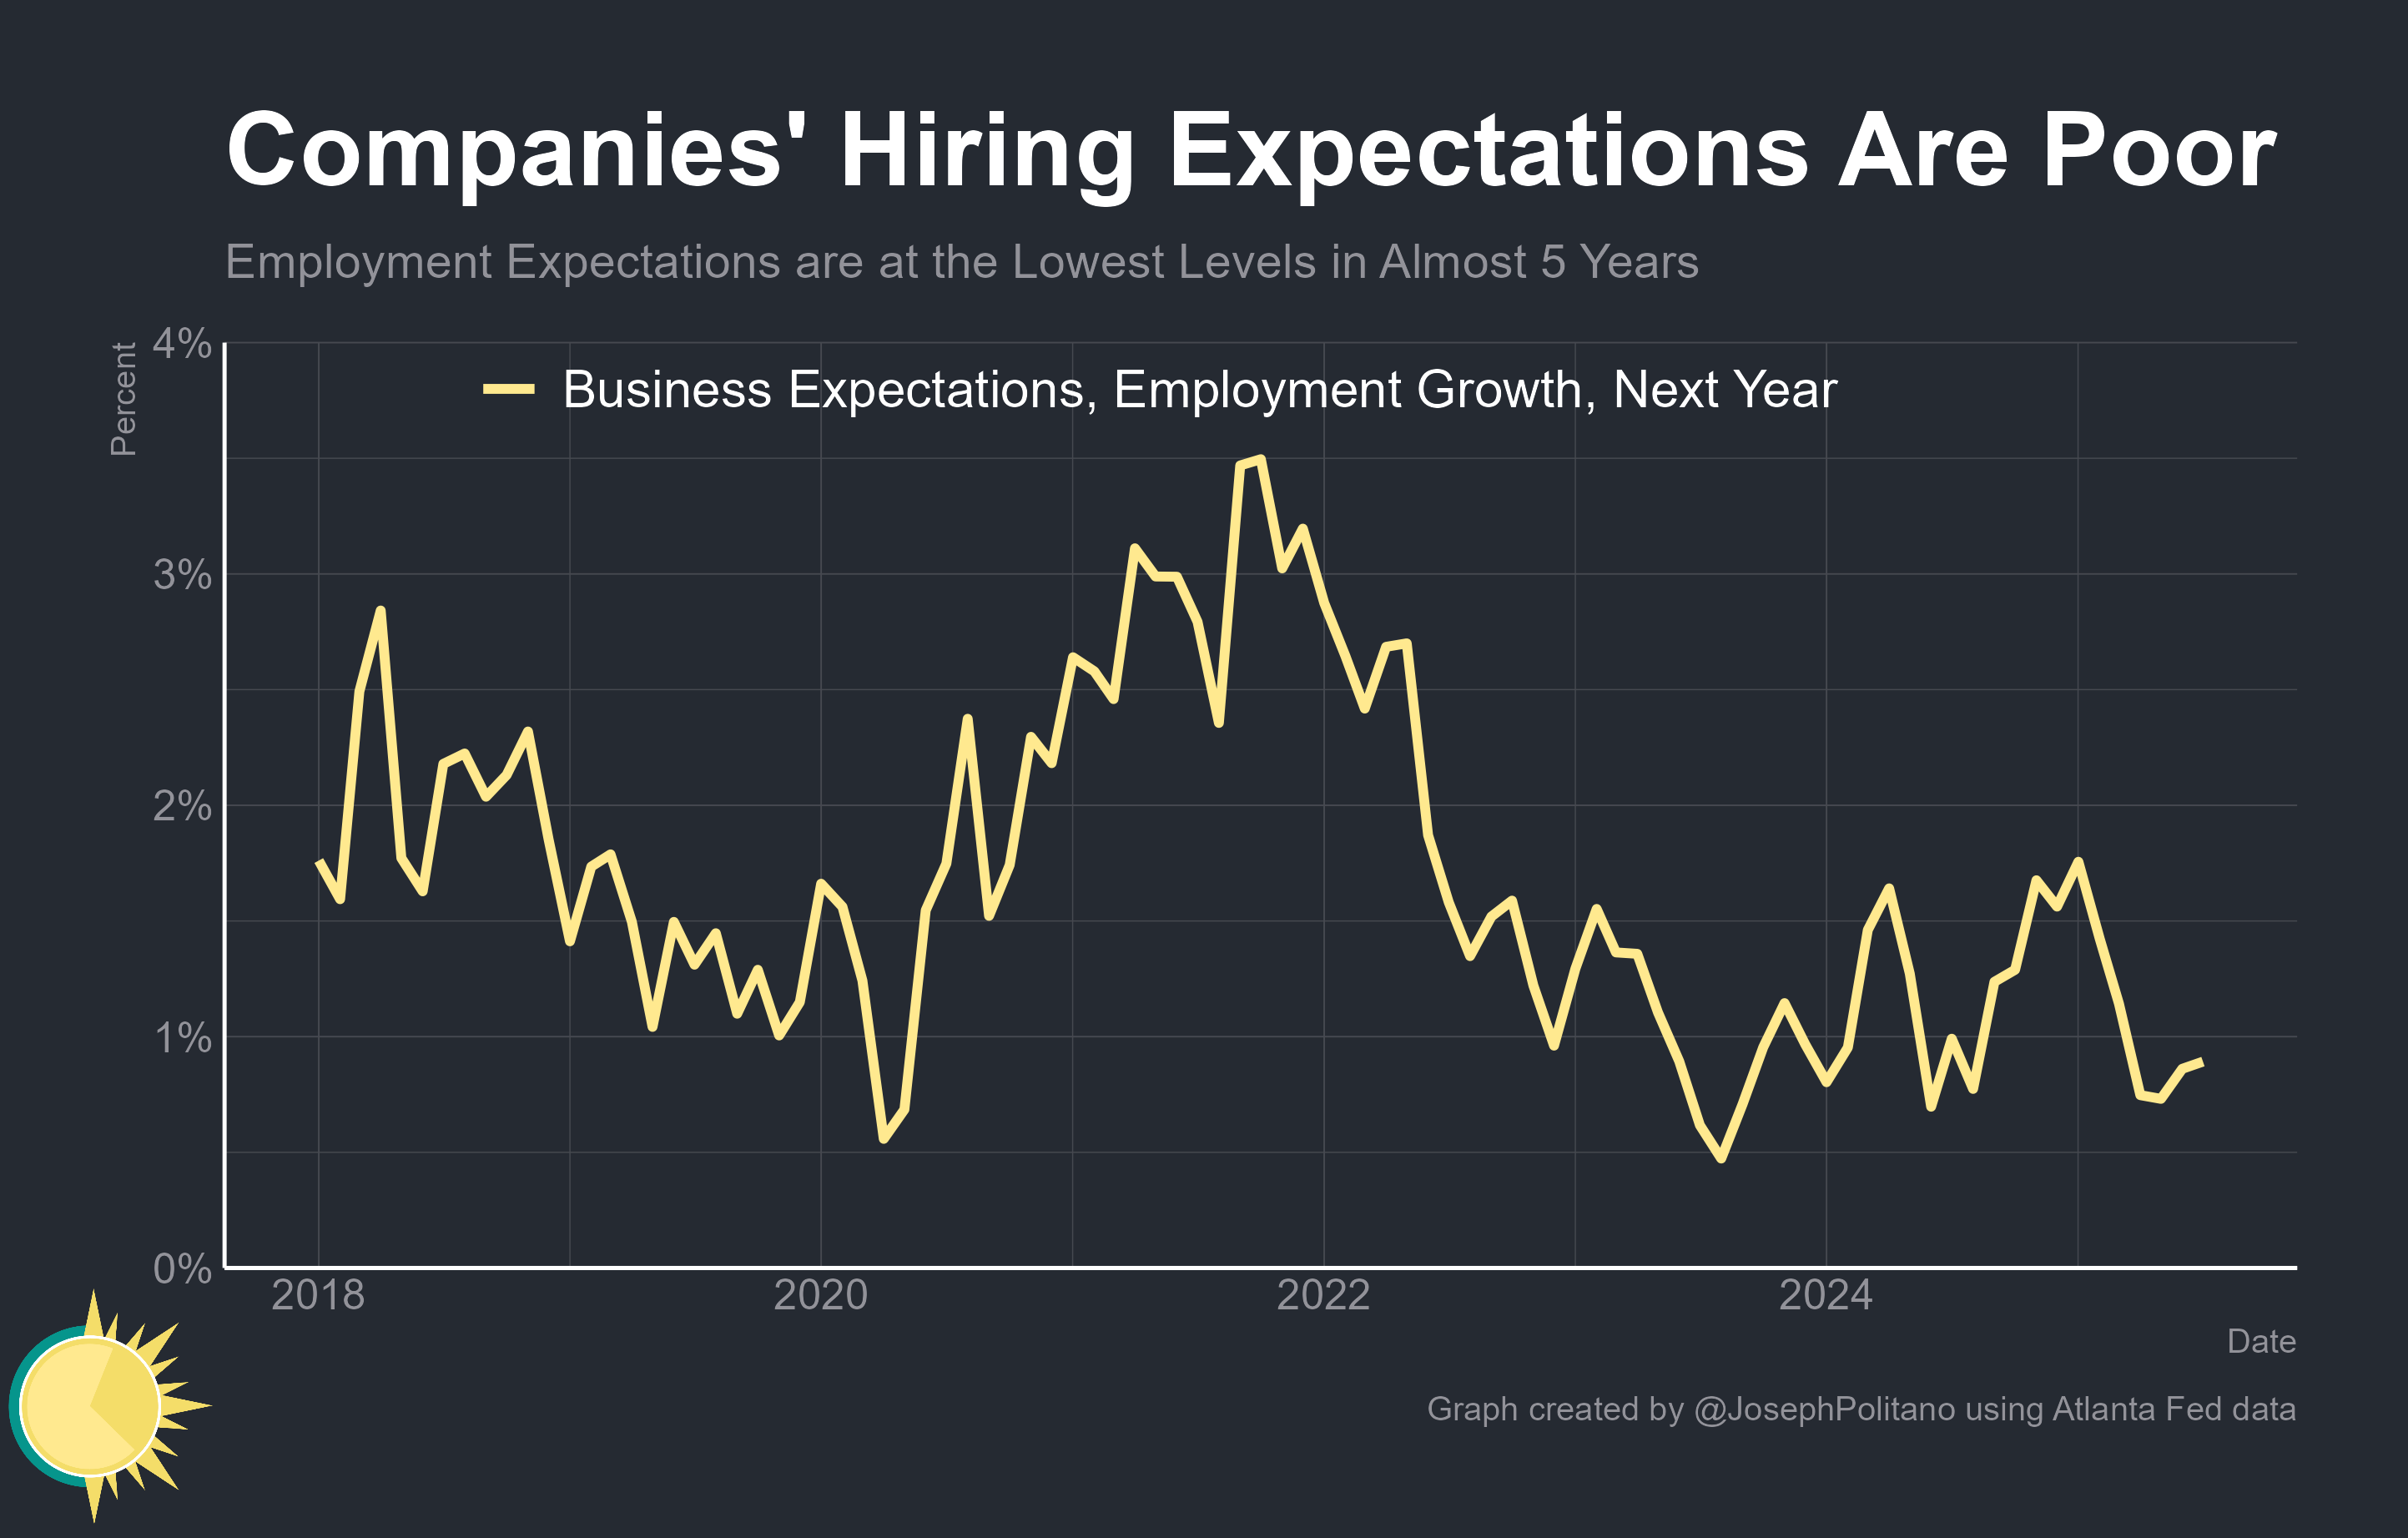 Companies' Hiring Expectations Are Poor
Employment Expectations are at the Lowest Levels in Almost 5 Years
Percent
4%
Business Expectations, Employment Growth, Next Year
3%
2%
1%
0%
2018 2020 2022 2024
Date
Graph created by @JosephPolitano using Atlanta Fed data